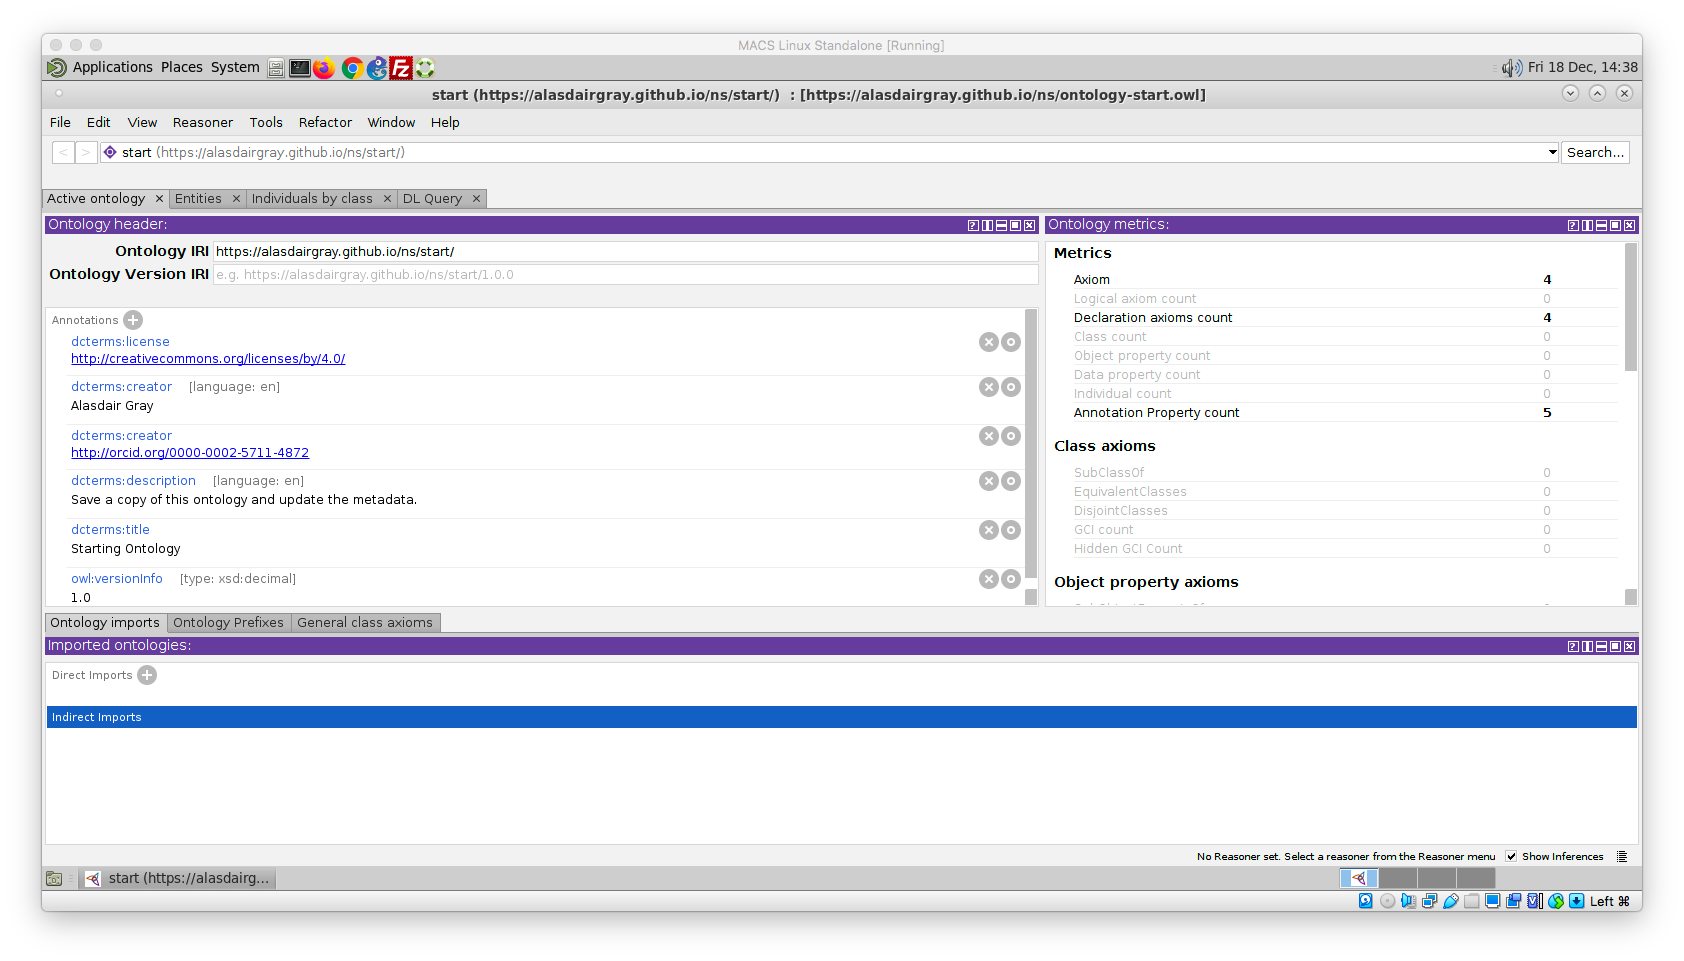 MACS Linux Standalone [Running]
Applications Places System
Fri 18 Dec, 14:38
start (https://alasdairgray.github.io/ns/start/) : [https://alasdairgray.github.io/ns/ontology-start.owl]
File Edit View Reasoner Tools Refactor Window Help
< > start (https://alasdairgray.github.io/ns/start/) Search...
Active ontology × Entities × Individuals by class × DL Query ×
Ontology header:
Ontology IRI https://alasdairgray.github.io/ns/start/
Ontology Version IRI e.g. https://alasdairgray.github.io/ns/start/1.0.0
Annotations
dcterms:license
http://creativecommons.org/licenses/by/4.0/
dcterms:creator [language: en]
Alasdair Gray
dcterms:creator
http://orcid.org/0000-0002-5711-4872
dcterms:description [language: en]
Save a copy of this ontology and update the metadata.
dcterms:title
Starting Ontology
owl:versionInfo [type: xsd:decimal]
1.0
Ontology metrics:
Metrics
Axiom 4
Logical axiom count 0
Declaration axioms count 4
Class count 0
Object property count 0
Data property count 0
Individual count 0
Annotation Property count 5
Class axioms
SubClassOf 0
EquivalentClasses 0
DisjointClasses 0
GCI count 0
Hidden GCI Count 0
Object property axioms
Ontology imports Ontology Prefixes General class axioms
Imported ontologies:
Direct Imports
Indirect Imports
No Reasoner set. Select a reasoner from the Reasoner menu Show Inferences
start (https://alasdairg...
Left ⌘